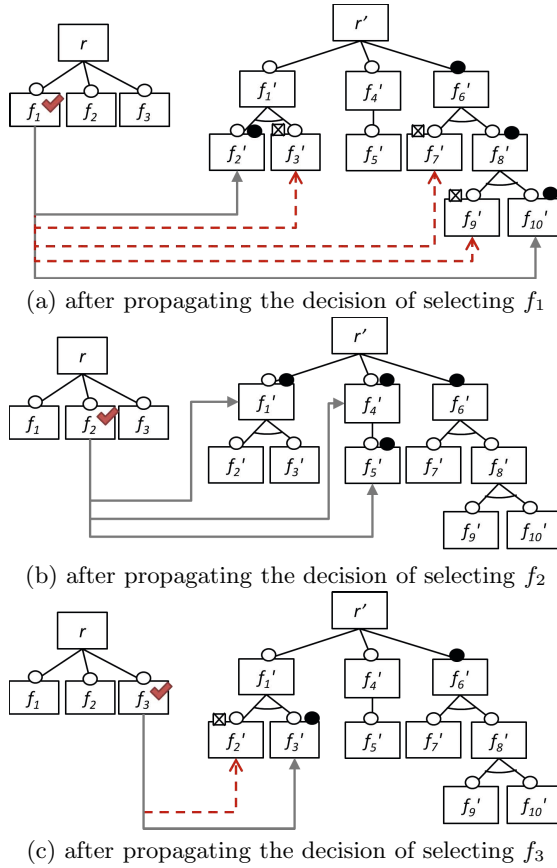 r r'
f₁' f₄' f₆'
f₁ f₂ f₃
f₂' f₃' f₅' f₇' f₈'
f₉' f₁₀'
(a) after propagating the decision of selecting f₁
r r'
f₁' f₄' f₆'
f₁ f₂ f₃
f₂' f₃' f₅' f₇' f₈'
f₉' f₁₀'
(b) after propagating the decision of selecting f₂
r r'
f₁' f₄' f₆'
f₁ f₂ f₃
f₂' f₃' f₅' f₇' f₈'
f₉' f₁₀'
(c) after propagating the decision of selecting f₃